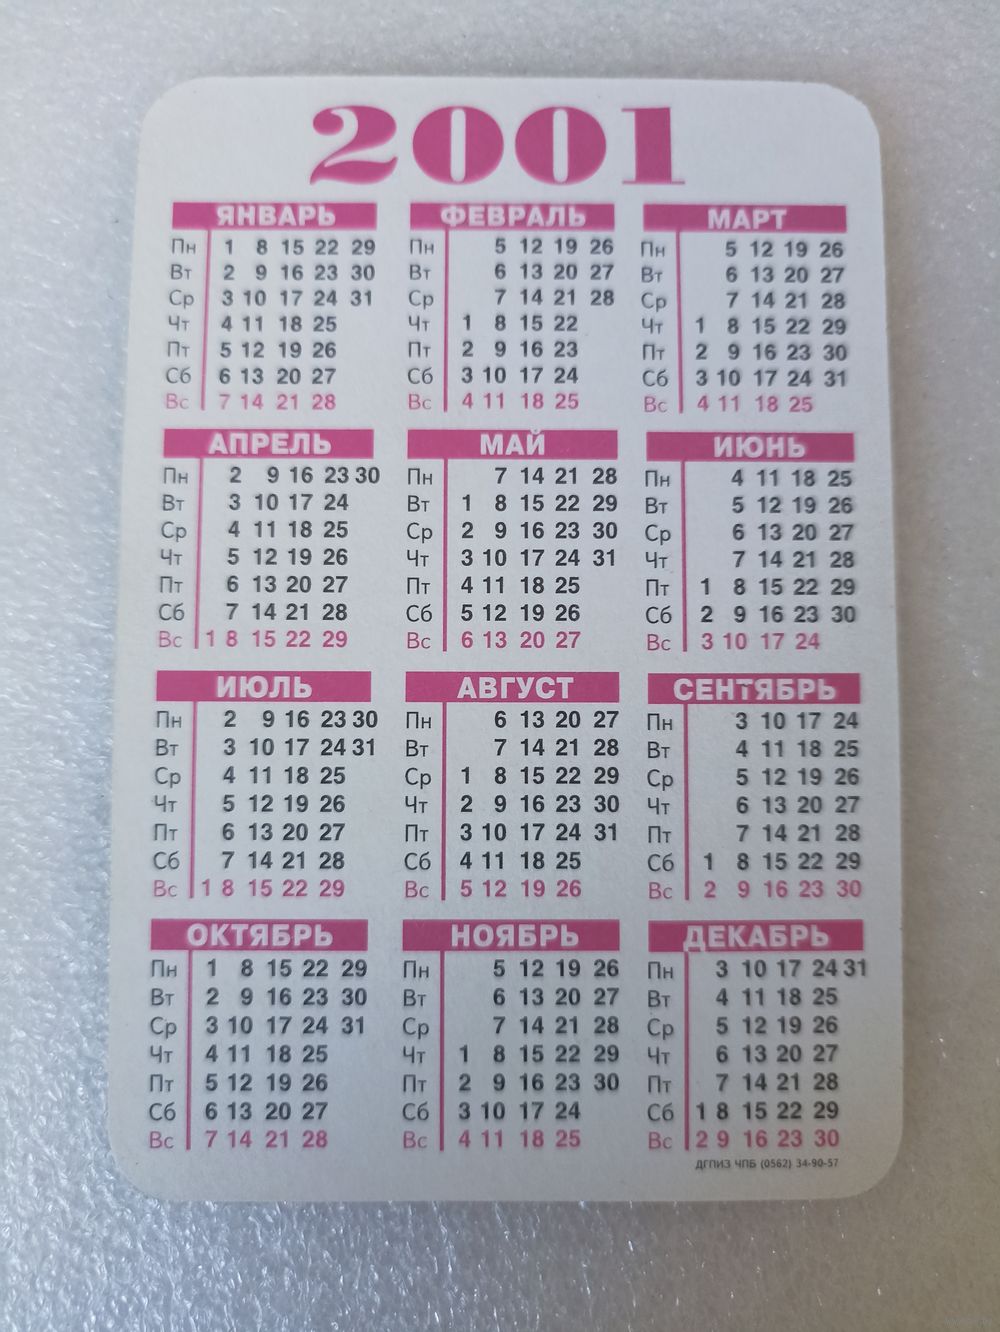 2001
ЯНВАРЬ
Пн 1 8 15 22 29
Вт 2 9 16 23 30
Ср 3 10 17 24 31
Чт 4 11 18 25
Пт 5 12 19 26
Сб 6 13 20 27
Вс 7 14 21 28
ФЕВРАЛЬ
Пн 5 12 19 26
Вт 6 13 20 27
Ср 7 14 21 28
Чт 1 8 15 22
Пт 2 9 16 23
Сб 3 10 17 24
Вс 4 11 18 25
МАРТ
Пн 5 12 19 26
Вт 6 13 20 27
Ср 7 14 21 28
Чт 1 8 15 22 29
Пт 2 9 16 23 30
Сб 3 10 17 24 31
Вс 4 11 18 25
АПРЕЛЬ
Пн 2 9 16 23 30
Вт 3 10 17 24
Ср 4 11 18 25
Чт 5 12 19 26
Пт 6 13 20 27
Сб 7 14 21 28
Вс 1 8 15 22 29
МАЙ
Пн 7 14 21 28
Вт 1 8 15 22 29
Ср 2 9 16 23 30
Чт 3 10 17 24 31
Пт 4 11 18 25
Сб 5 12 19 26
Вс 6 13 20 27
ИЮНЬ
Пн 4 11 18 25
Вт 5 12 19 26
Ср 6 13 20 27
Чт 7 14 21 28
Пт 1 8 15 22 29
Сб 2 9 16 23 30
Вс 3 10 17 24
ИЮЛЬ
Пн 2 9 16 23 30
Вт 3 10 17 24 31
Ср 4 11 18 25
Чт 5 12 19 26
Пт 6 13 20 27
Сб 7 14 21 28
Вс 1 8 15 22 29
АВГУСТ
Пн 6 13 20 27
Вт 7 14 21 28
Ср 1 8 15 22 29
Чт 2 9 16 23 30
Пт 3 10 17 24 31
Сб 4 11 18 25
Вс 5 12 19 26
СЕНТЯБРЬ
Пн 3 10 17 24
Вт 4 11 18 25
Ср 5 12 19 26
Чт 6 13 20 27
Пт 7 14 21 28
Сб 1 8 15 22 29
Вс 2 9 16 23 30
ОКТЯБРЬ
Пн 1 8 15 22 29
Вт 2 9 16 23 30
Ср 3 10 17 24 31
Чт 4 11 18 25
Пт 5 12 19 26
Сб 6 13 20 27
Вс 7 14 21 28
НОЯБРЬ
Пн 5 12 19 26
Вт 6 13 20 27
Ср 7 14 21 28
Чт 1 8 15 22 29
Пт 2 9 16 23 30
Сб 3 10 17 24
Вс 4 11 18 25
ДЕКАБРЬ
Пн 3 10 17 24 31
Вт 4 11 18 25
Ср 5 12 19 26
Чт 6 13 20 27
Пт 7 14 21 28
Сб 1 8 15 22 29
Вс 2 9 16 23 30
ДГПИЗ ЧПБ (0562) 34-90-57